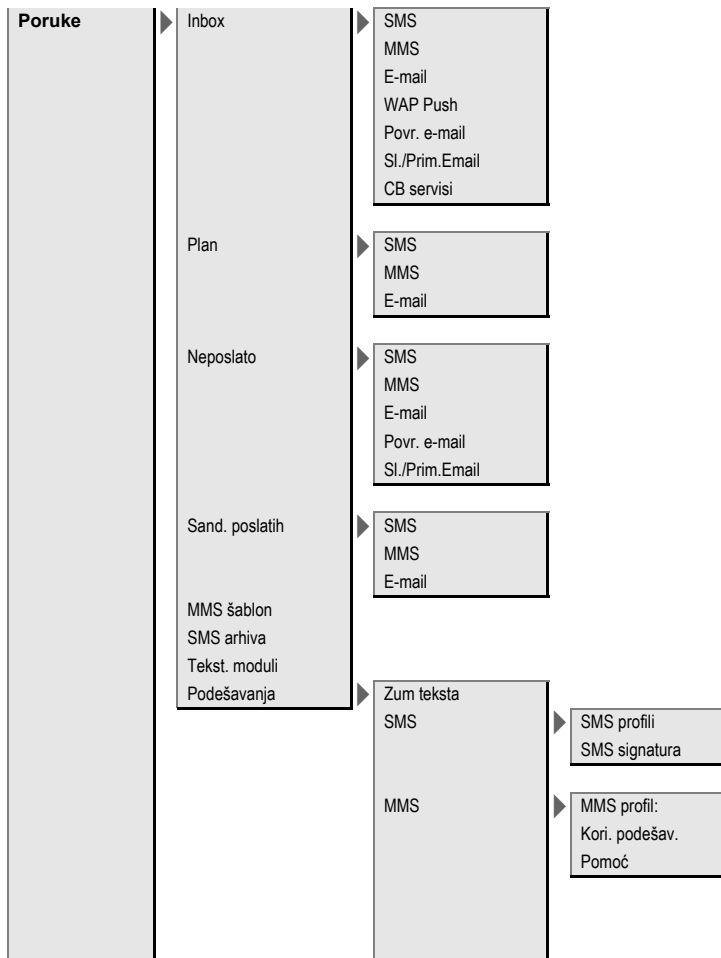 Poruke
Inbox
SMS
MMS
E-mail
WAP Push
Povr. e-mail
Sl./Prim.Email
CB servisi
Plan
SMS
MMS
E-mail
Neposlato
SMS
MMS
E-mail
Povr. e-mail
Sl./Prim.Email
Sand. poslatih
SMS
MMS
E-mail
MMS šablon
SMS arhiva
Tekst. moduli
Podešavanja
Zum teksta
SMS
SMS profili
SMS signatura
MMS
MMS profil:
Kori. podešav.
Pomoć